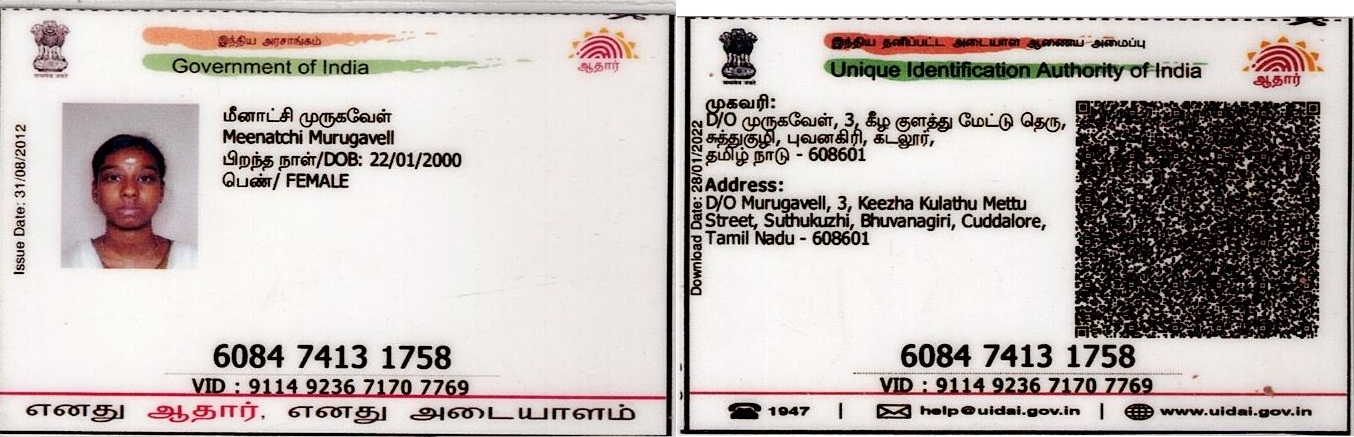 இந்திய அரசாங்கம்
Government of India
ஆதார்
Issue Date: 31/08/2012
மீனாட்சி முருகவேள்
Meenatchi Murugavell
பிறந்த நாள்/DOB: 22/01/2000
பெண்/ FEMALE
6084 7413 1758
VID : 9114 9236 7170 7769
எனது ஆதார், எனது அடையாளம்
இந்திய தனிப்பட்ட அடையாள ஆணைய அமைப்பு
Unique Identification Authority of India
ஆதார்
Download Date: 28/01/2022
முகவரி:
D/O முருகவேள், 3, கீழ குளத்து மேட்டு தெரு,
சுத்துகுழி, புவனகிரி, கடலூர்,
தமிழ் நாடு - 608601
Address:
D/O Murugavell, 3, Keezha Kulathu Mettu
Street, Suthukuzhi, Bhuvanagiri, Cuddalore,
Tamil Nadu - 608601
6084 7413 1758
VID : 9114 9236 7170 7769
1947 | help@uidai.gov.in | www.uidai.gov.in